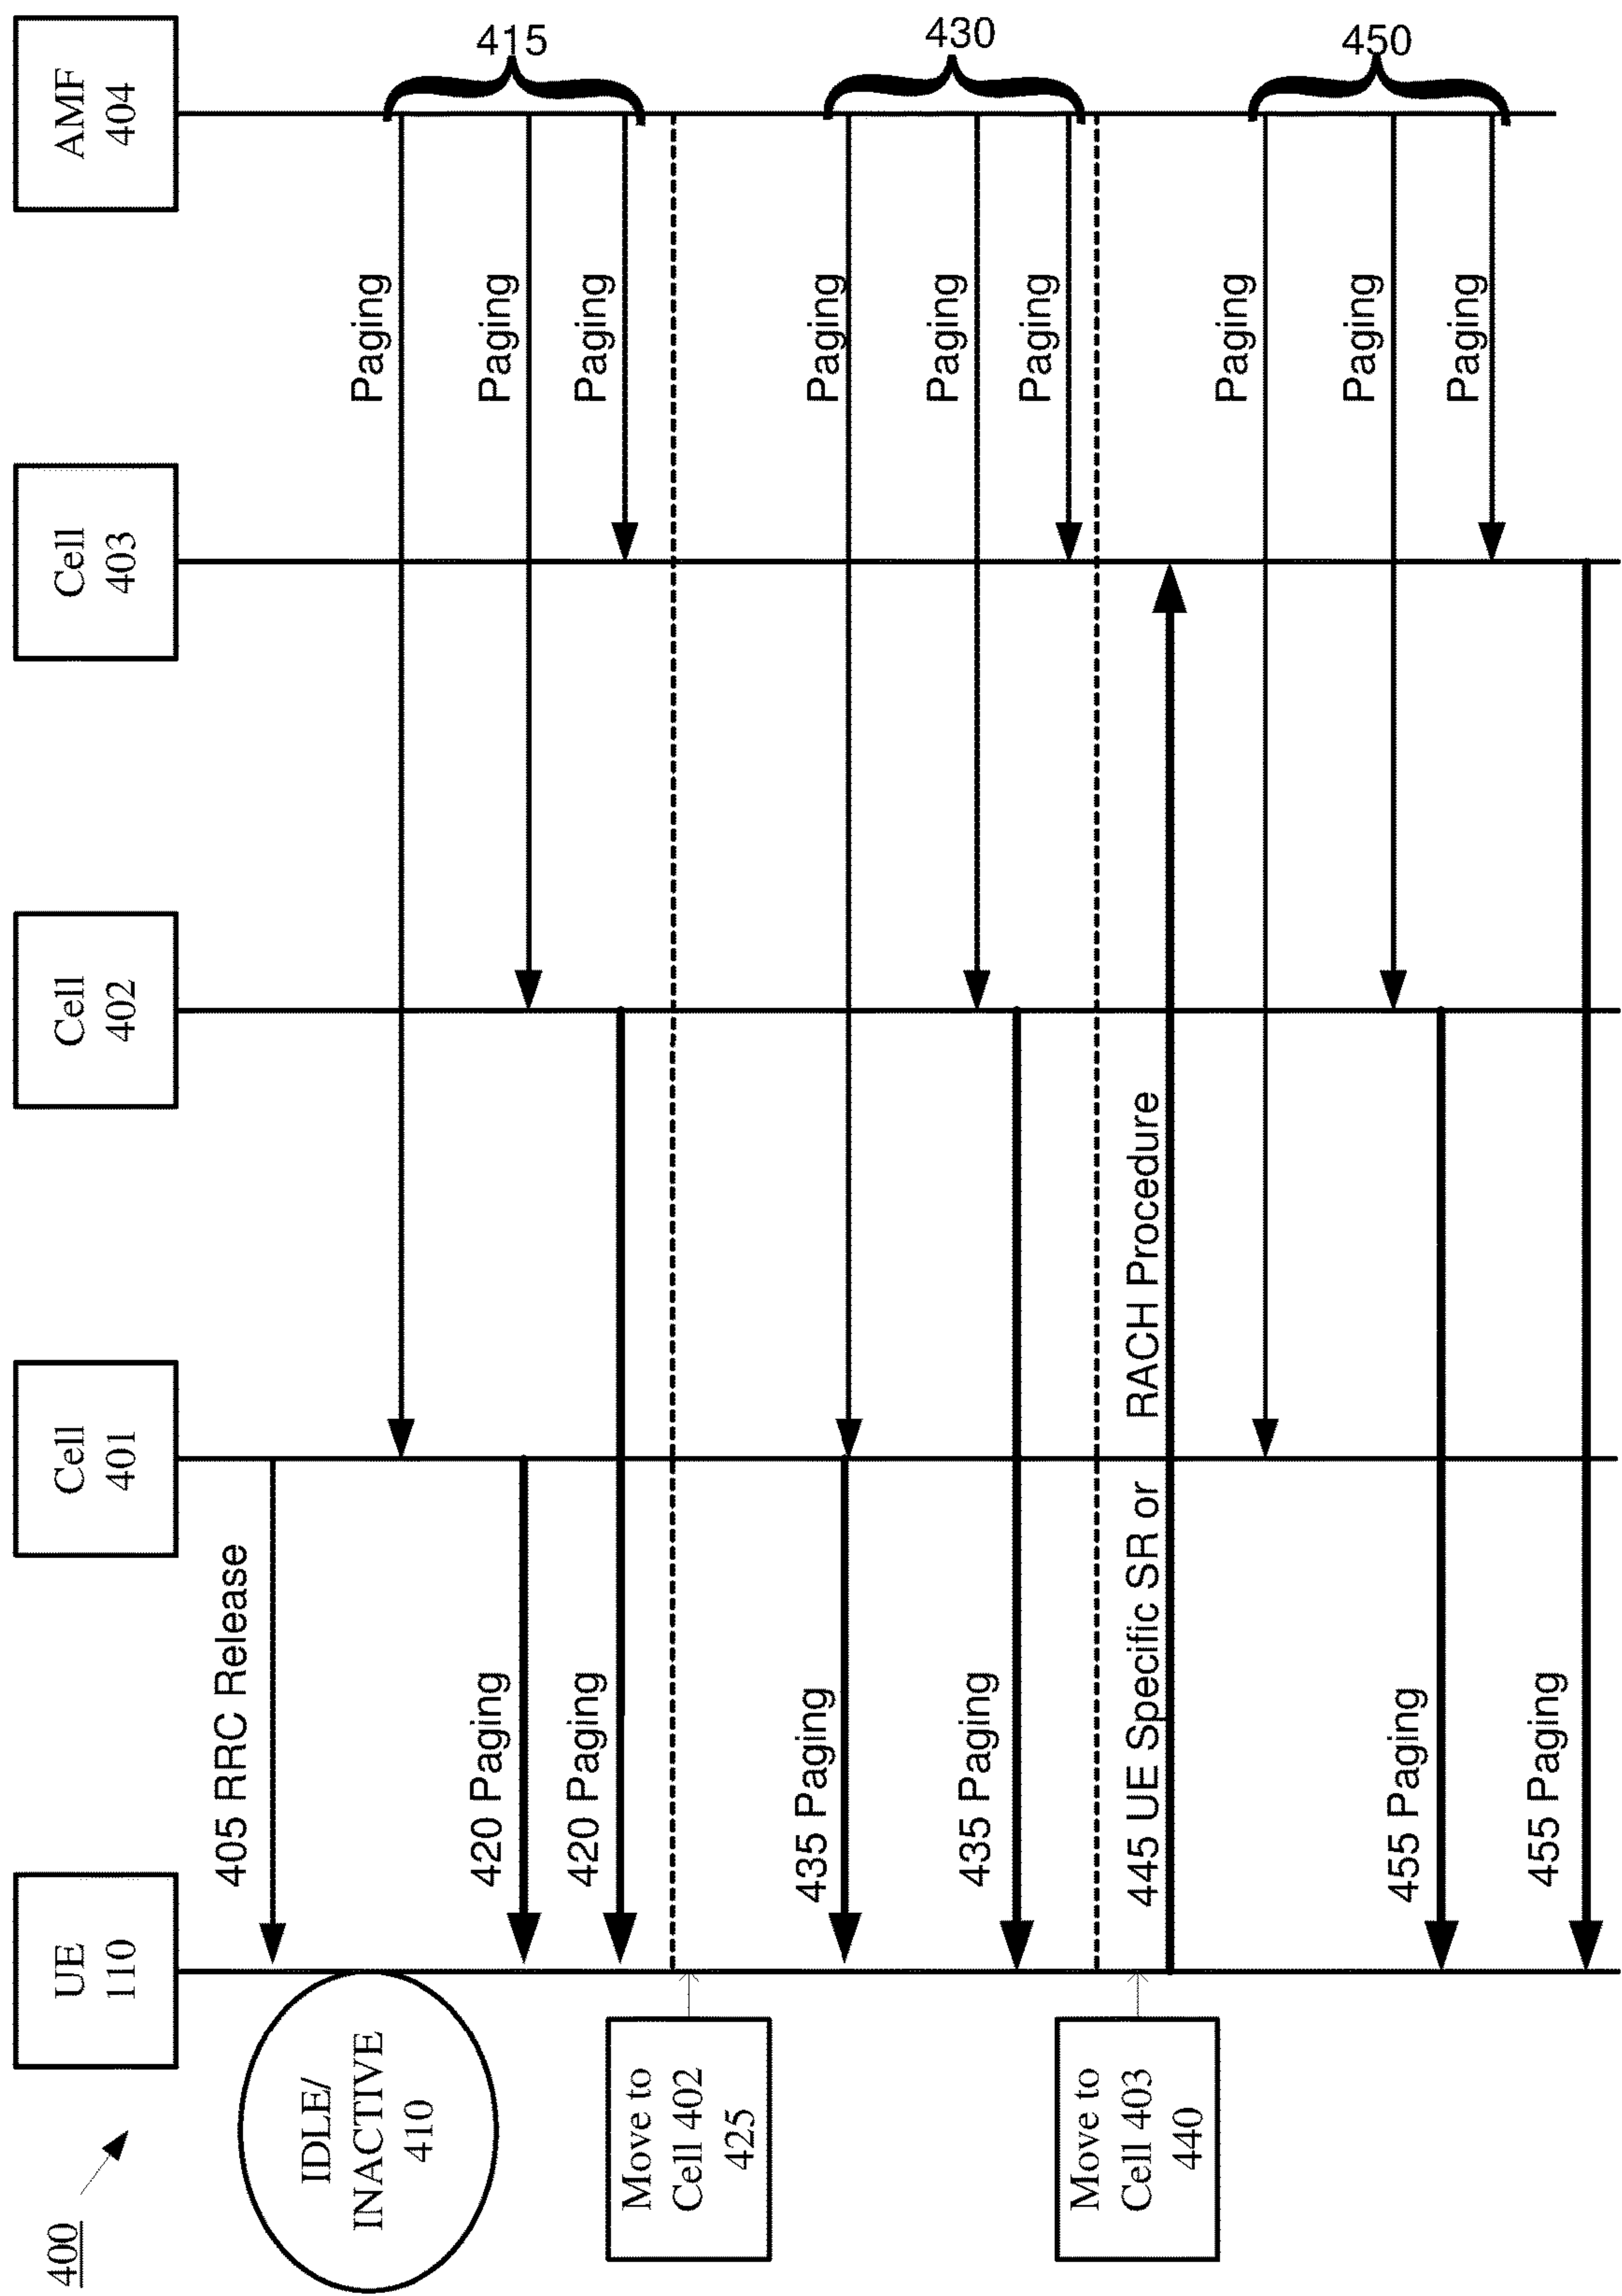 400
UE
110
Cell
401
Cell
402
Cell
403
AMF
404
405 RRC Release
IDLE/
INACTIVE
410
Paging
Paging
Paging
415
420 Paging
420 Paging
Move to
Cell 402
425
Paging
Paging
Paging
430
435 Paging
435 Paging
Move to
Cell 403
440
445 UE Specific SR or RACH Procedure
Paging
Paging
Paging
450
455 Paging
455 Paging